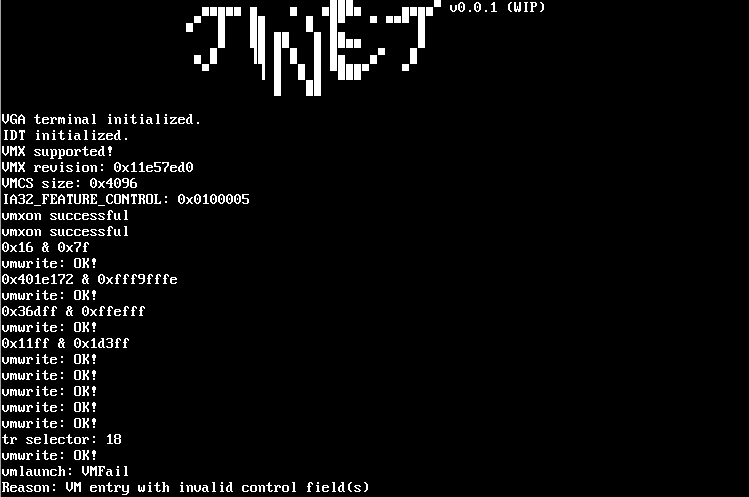 JINET v0.0.1 (WIP)
VGA terminal initialized.
IDT initialized.
VMX supported!
VMX revision: 0x11e57ed0
VMCS size: 0x4096
IA32_FEATURE_CONTROL: 0x0100005
vmxon successful
vmxon successful
0x16 & 0x7f
vmwrite: OK!
0x401e172 & 0xfff9fffe
vmwrite: OK!
0x36dff & 0xffefff
vmwrite: OK!
0x11ff & 0x1d3ff
vmwrite: OK!
vmwrite: OK!
vmwrite: OK!
vmwrite: OK!
vmwrite: OK!
tr selector: 18
vmwrite: OK!
vmlaunch: VMFail
Reason: VM entry with invalid control field(s)